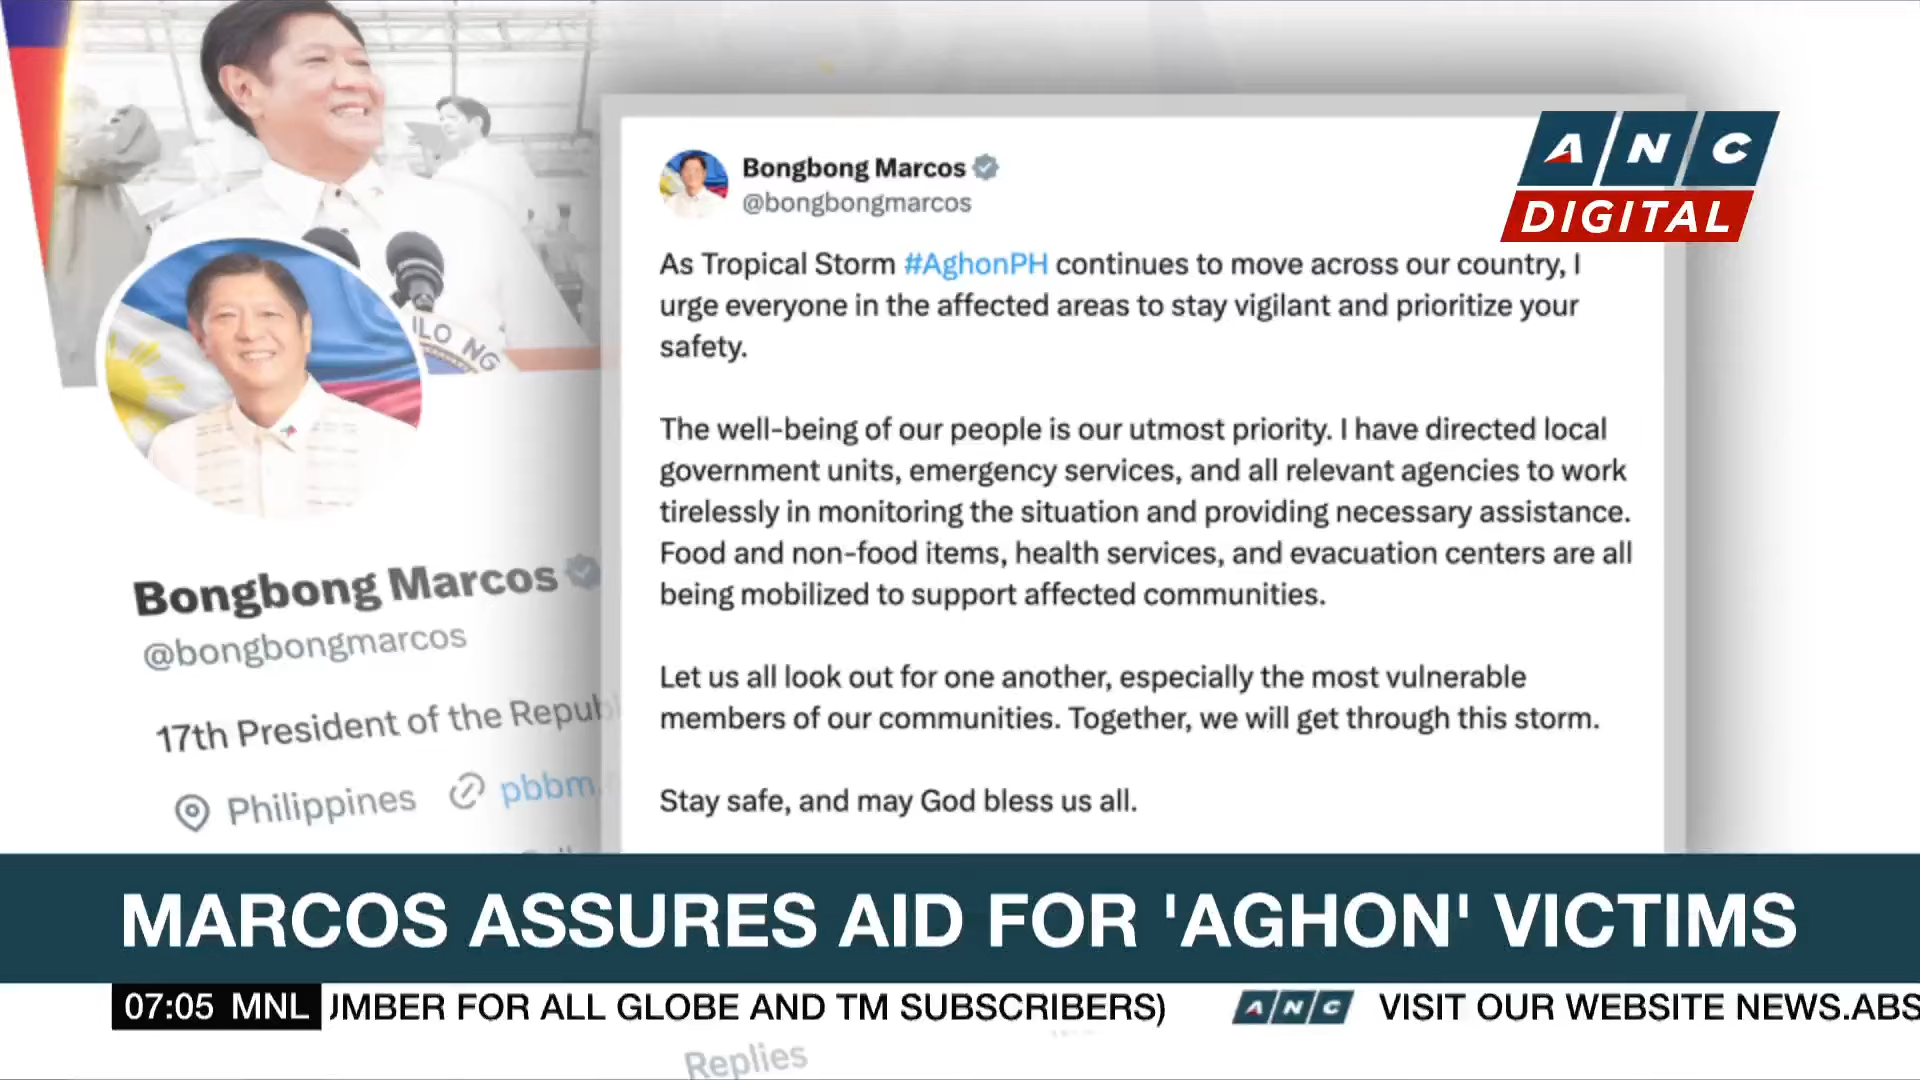 ILO NG
Bongbong Marcos
@bongbongmarcos
17th President of the Republ
Philippines pbbm.
Bongbong Marcos
@bongbongmarcos
As Tropical Storm #AghonPH continues to move across our country, I
urge everyone in the affected areas to stay vigilant and prioritize your
safety.
The well-being of our people is our utmost priority. I have directed local
government units, emergency services, and all relevant agencies to work
tirelessly in monitoring the situation and providing necessary assistance.
Food and non-food items, health services, and evacuation centers are all
being mobilized to support affected communities.
Let us all look out for one another, especially the most vulnerable
members of our communities. Together, we will get through this storm.
Stay safe, and may God bless us all.
ANC
DIGITAL
MARCOS ASSURES AID FOR 'AGHON' VICTIMS
07:05 MNL UMBER FOR ALL GLOBE AND TM SUBSCRIBERS) ANC VISIT OUR WEBSITE NEWS.ABS
Replies